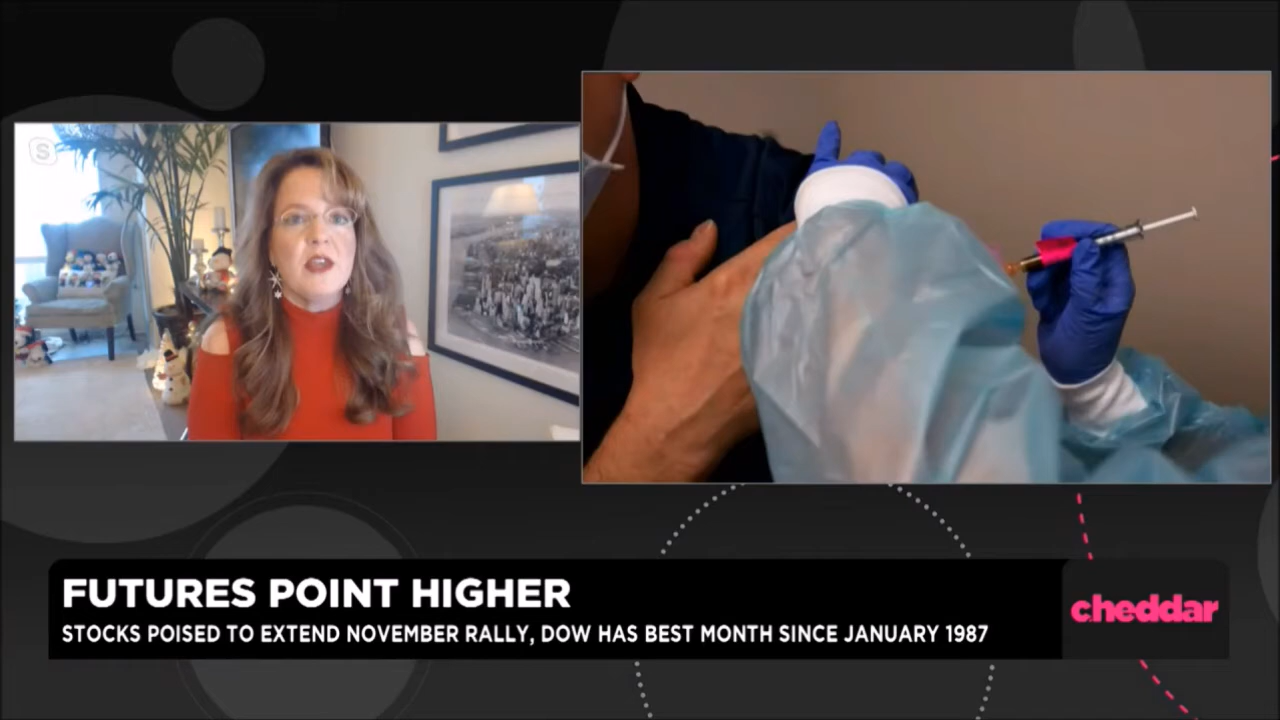 S
FUTURES POINT HIGHER
STOCKS POISED TO EXTEND NOVEMBER RALLY, DOW HAS BEST MONTH SINCE JANUARY 1987
cheddar